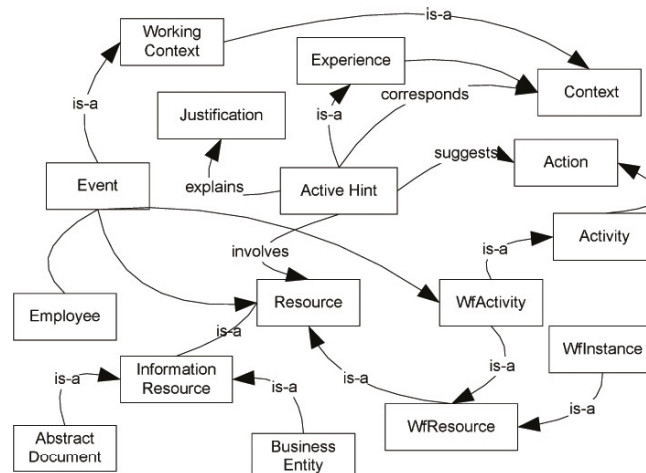 is-a
Working
Context
Experience
Context
is-a
corresponds
is-a
Justification
suggests
Action
Event
explains
Active Hint
Activity
involves
is-a
Resource
WfActivity
Employee
is-a
WfInstance
Information
Resource
is-a
is-a
is-a
is-a
is-a
WfResource
Abstract
Document
Business
Entity